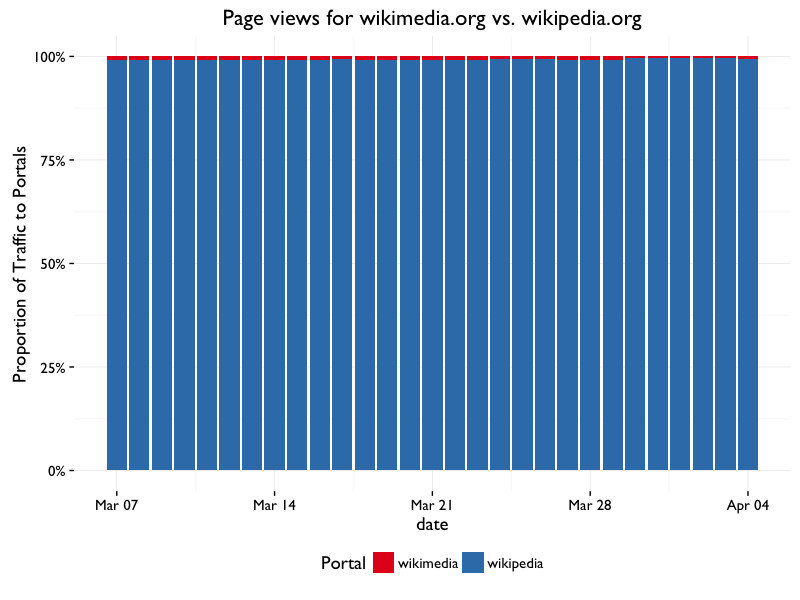 Page views for wikimedia.org vs. wikipedia.org
Proportion of Traffic to Portals
100%
75%
50%
25%
0%
Mar 07 Mar 14 Mar 21 Mar 28 Apr 04
date
Portal wikimedia wikipedia